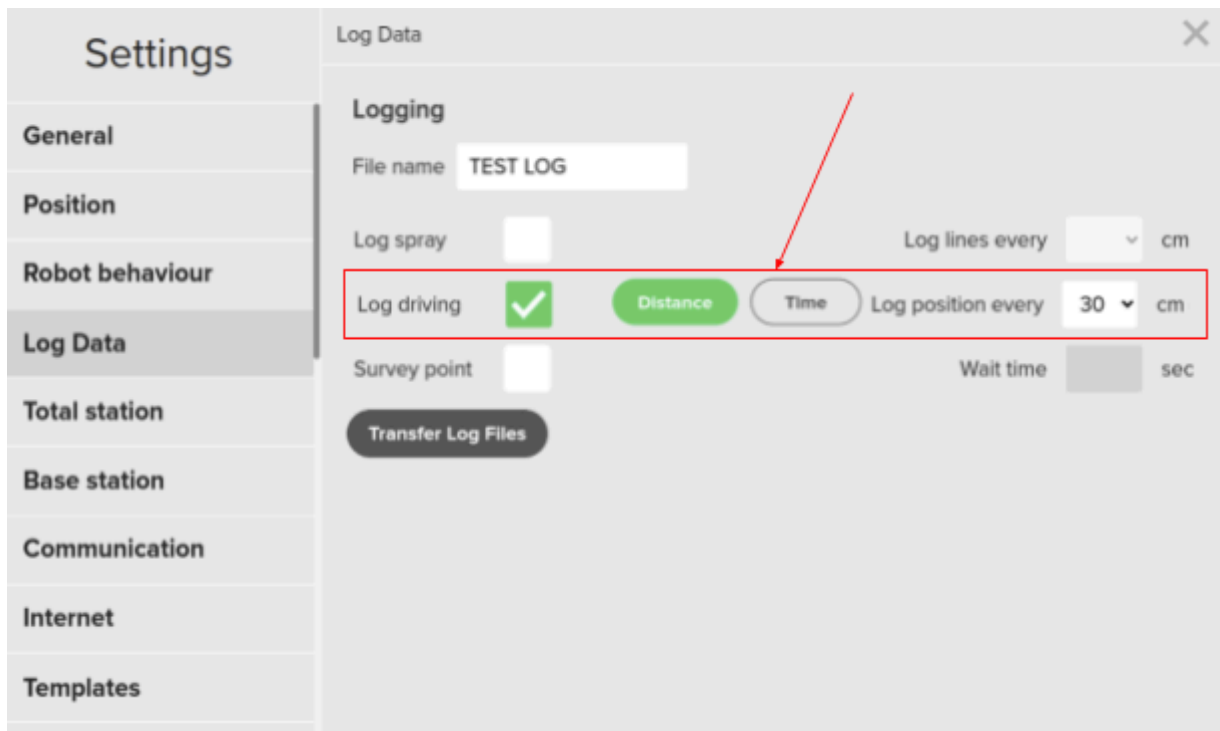 Settings
General
Position
Robot behaviour
Log Data
Total station
Base station
Communication
Internet
Templates
Log Data
Logging
File name TEST LOG
Log spray Log lines every cm
Log driving Distance Time Log position every 30 cm
Survey point Wait time sec
Transfer Log Files